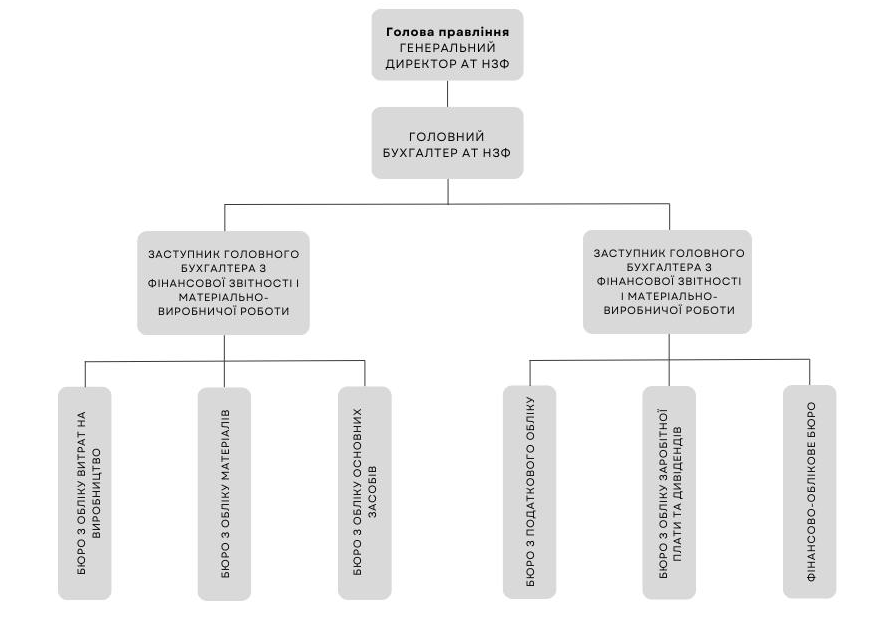 Голова правління
ГЕНЕРАЛЬНИЙ
ДИРЕКТОР АТ НЗФ
ГОЛОВНИЙ
БУХГАЛТЕР АТ НЗФ
ЗАСТУПНИК ГОЛОВНОГО
БУХГАЛТЕРА З
ФІНАНСОВОЇ ЗВІТНОСТІ І
МАТЕРІАЛЬНО-
ВИРОБНИЧОЇ РОБОТИ
ЗАСТУПНИК ГОЛОВНОГО
БУХГАЛТЕРА З
ФІНАНСОВОЇ ЗВІТНОСТІ
І МАТЕРІАЛЬНО-
ВИРОБНИЧОЇ РОБОТИ
БЮРО З ОБЛІКУ ВИТРАТ НА
ВИРОБНИЦТВО
БЮРО З ОБЛІКУ МАТЕРІАЛІВ
БЮРО З ОБЛІКУ ОСНОВНИХ
ЗАСОБІВ
БЮРО З ПОДАТКОВОГО ОБЛІКУ
БЮРО З ОБЛІКУ ЗАРОБІТНОЇ
ПЛАТИ ТА ДИВІДЕНДІВ
ФІНАНСОВО-ОБЛІКОВЕ БЮРО